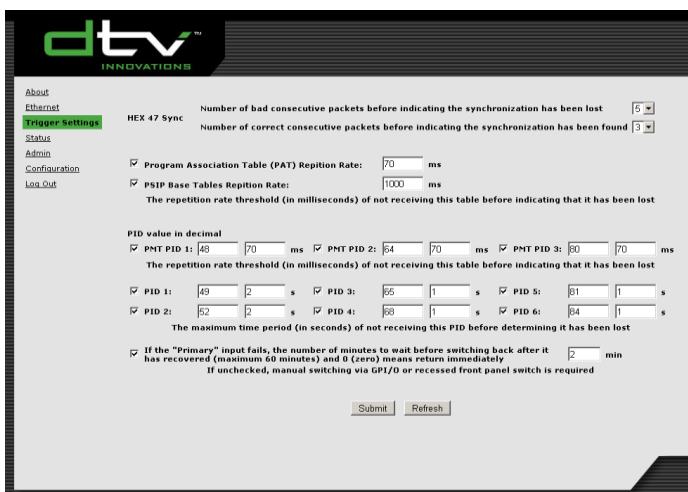 dtv™
INNOVATIONS
About
Ethernet
Trigger Settings
Status
Admin
Configuration
Log Out
HEX 47 Sync
Number of bad consecutive packets before indicating the synchronization has been lost 5
Number of correct consecutive packets before indicating the synchronization has been found 3
Program Association Table (PAT) Repition Rate: 70 ms
PSIP Base Tables Repition Rate: 1000 ms
The repetition rate threshold (in milliseconds) of not receiving this table before indicating that it has been lost
PID value in decimal
PMT PID 1: 48 70 ms PMT PID 2: 64 70 ms PMT PID 3: 80 70 ms
The repetition rate threshold (in milliseconds) of not receiving this table before indicating that it has been lost
PID 1: 49 2 s PID 3: 65 1 s PID 5: 81 1 s
PID 2: 52 2 s PID 4: 68 1 s PID 6: 84 1 s
The maximum time period (in seconds) of not receiving this PID before determining it has been lost
If the "Primary" input fails, the number of minutes to wait before switching back after it
has recovered (maximum 60 minutes) and 0 (zero) means return immediately 2 min
If unchecked, manual switching via GPI/O or recessed front panel switch is required
Submit Refresh